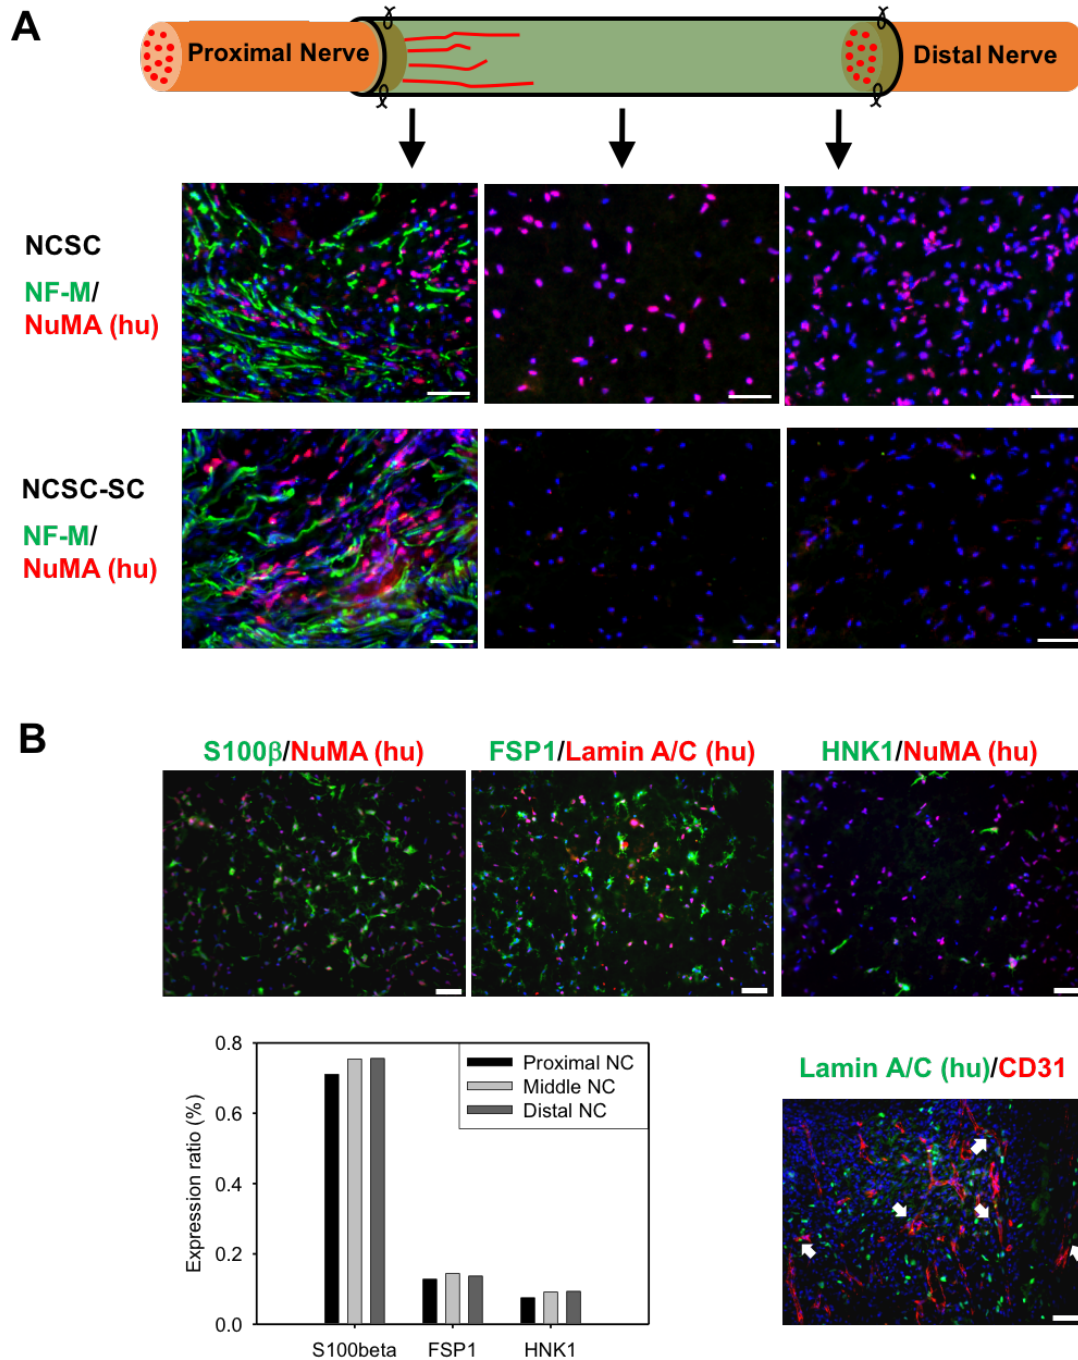 A
Proximal Nerve
Distal Nerve
NCSC
NF-M/
NuMA (hu)
NCSC-SC
NF-M/
NuMA (hu)
B
S100β/NuMA (hu)
FSP1/Lamin A/C (hu)
HNK1/NuMA (hu)
0.8
0.6
0.4
0.2
0.0
Expression ratio (%)
Proximal NC
Middle NC
Distal NC
S100beta
FSP1
HNK1
Lamin A/C (hu)/CD31